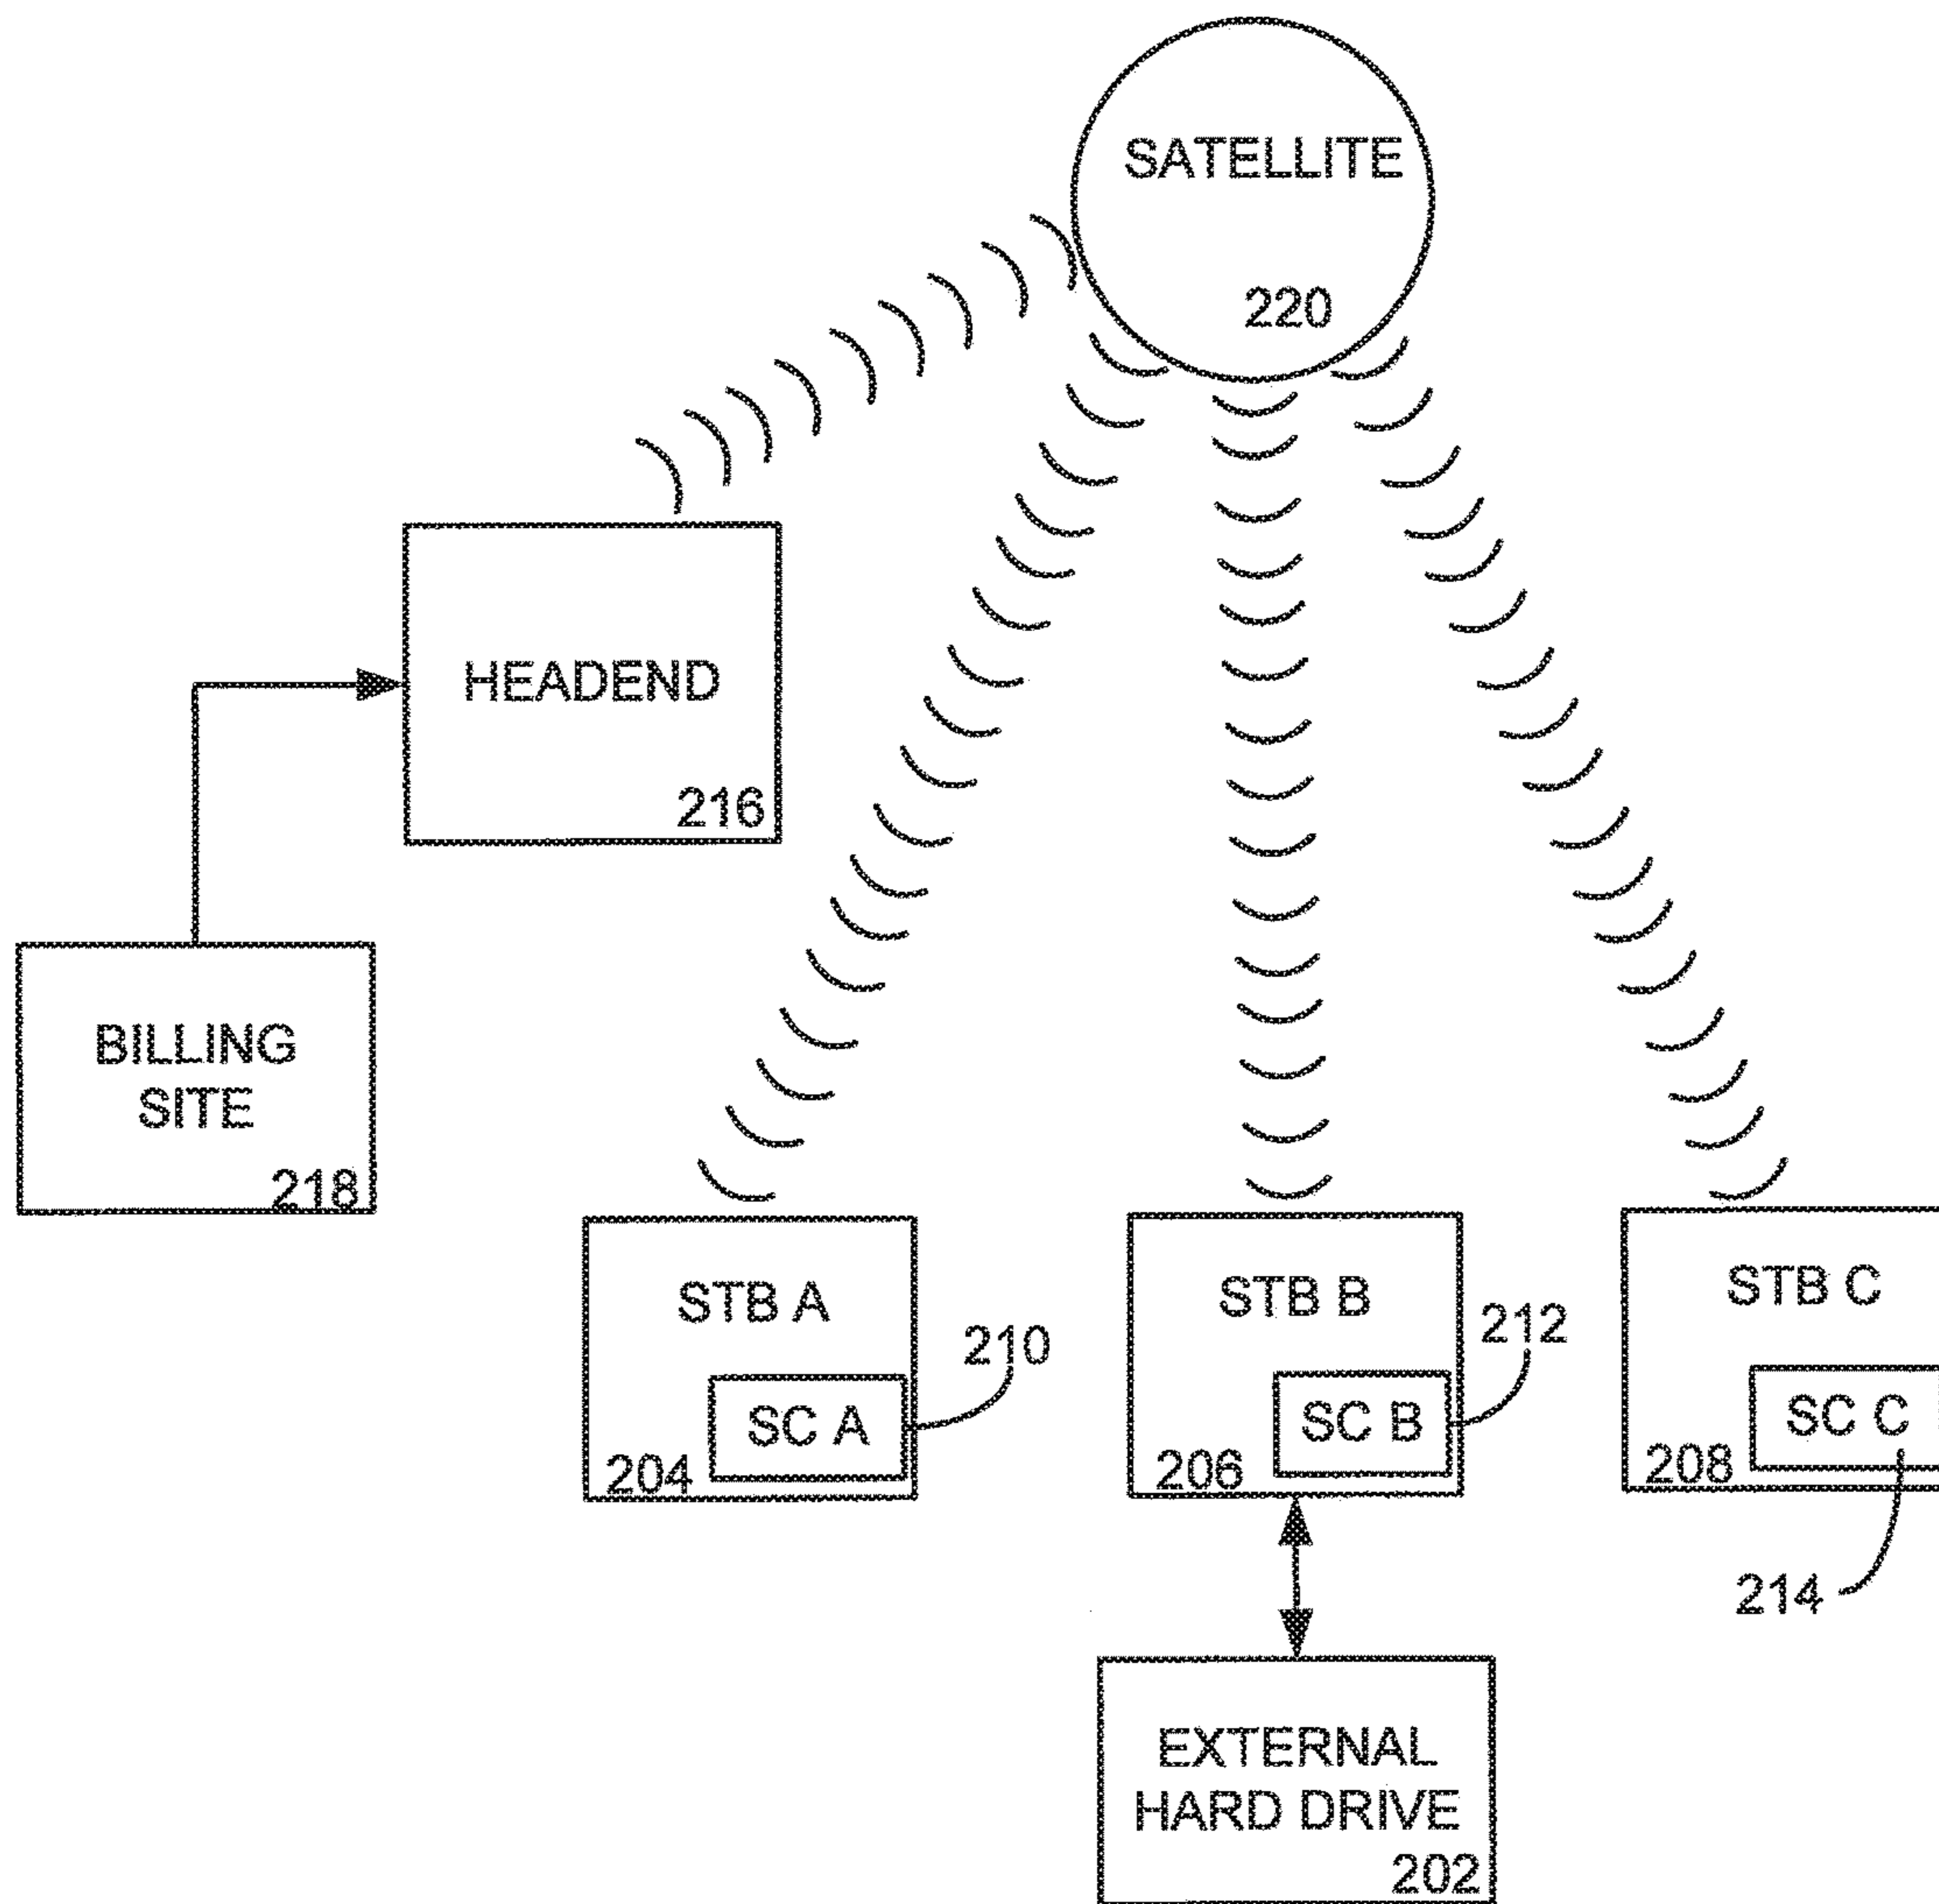 SATELLITE
220
HEADEND
216
BILLING
SITE
218
STB A
210
SC A
204
STB B
212
SC B
206
STB C
SC C
208
214
EXTERNAL
HARD DRIVE
202